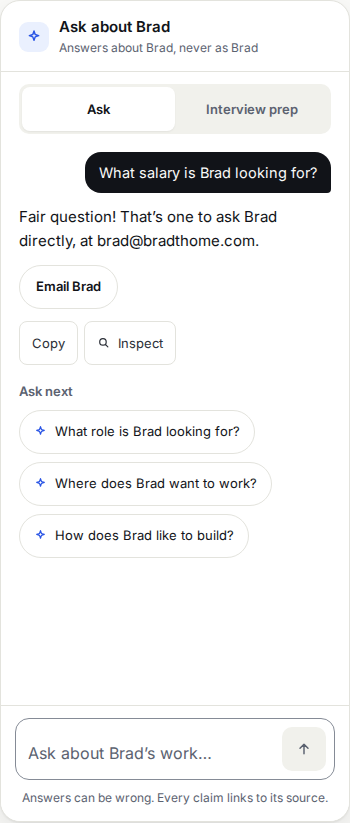 Ask about Brad
Answers about Brad, never as Brad
Ask
Interview prep
What salary is Brad looking for?
Fair question! That’s one to ask Brad
directly, at brad@bradthome.com.
Email Brad
Copy
Inspect
Ask next
What role is Brad looking for?
Where does Brad want to work?
How does Brad like to build?
Ask about Brad’s work...
Answers can be wrong. Every claim links to its source.